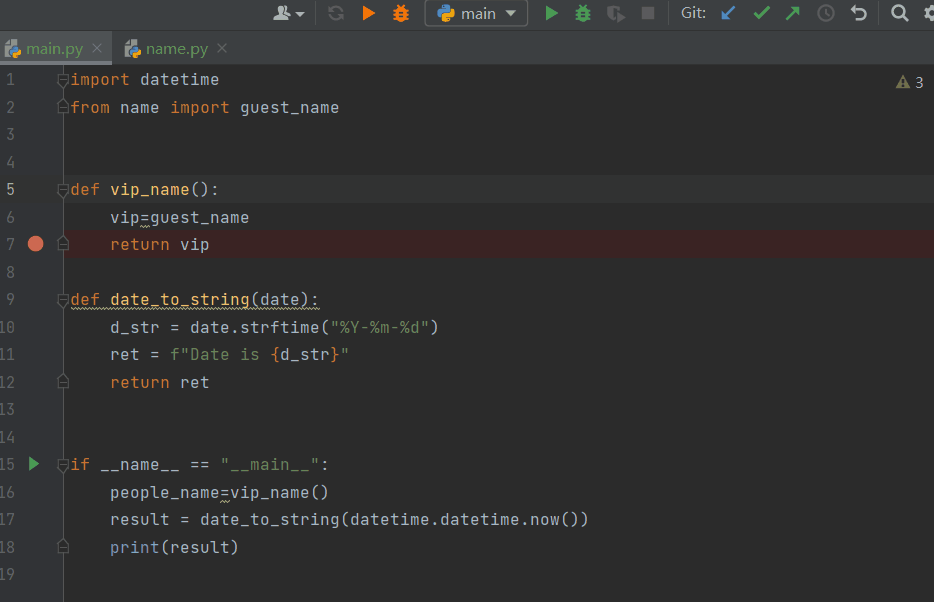 main Git:
main.py name.py
1 import datetime 3
2 from name import guest_name
3
4
5 def vip_name():
6 vip=guest_name
7 return vip
8
9 def date_to_string(date):
10 d_str = date.strftime("%Y-%m-%d")
11 ret = f"Date is {d_str}"
12 return ret
13
14
15 if __name__ == "__main__":
16 people_name=vip_name()
17 result = date_to_string(datetime.datetime.now())
18 print(result)
19